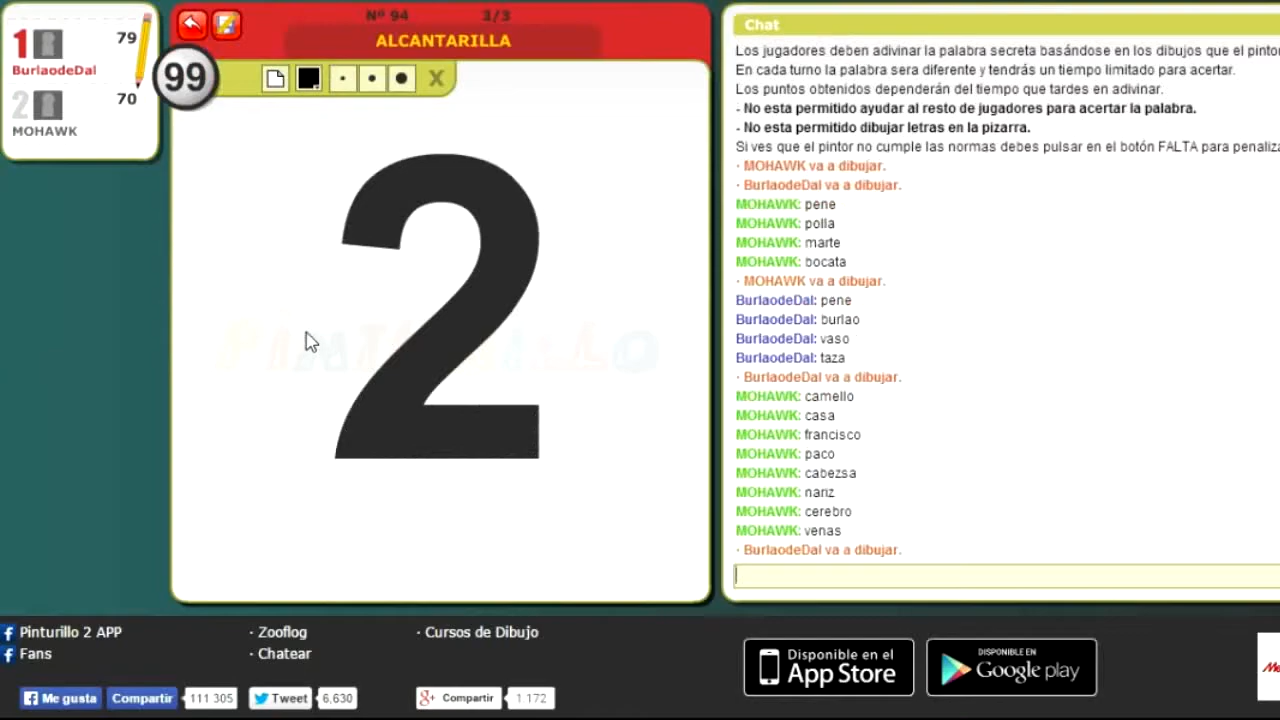 1
79
BurlaodeDal
2
70
MOHAWK
Nº 94 3/3
ALCANTARILLA
99
X
2
PINTURILLO
Chat
Los jugadores deben adivinar la palabra secreta basándose en los dibujos que el pintor
En cada turno la palabra sera diferente y tendrás un tiempo limitado para acertar.
Los puntos obtenidos dependerán del tiempo que tardes en adivinar.
- No esta permitido ayudar al resto de jugadores para acertar la palabra.
- No esta permitido dibujar letras en la pizarra.
Si ves que el pintor no cumple las normas debes pulsar en el botón FALTA para penaliza
· MOHAWK va a dibujar.
· BurlaodeDal va a dibujar.
MOHAWK: pene
MOHAWK: polla
MOHAWK: marte
MOHAWK: bocata
· MOHAWK va a dibujar.
BurlaodeDal: pene
BurlaodeDal: burlao
BurlaodeDal: vaso
BurlaodeDal: taza
· BurlaodeDal va a dibujar.
MOHAWK: camello
MOHAWK: casa
MOHAWK: francisco
MOHAWK: paco
MOHAWK: cabezsa
MOHAWK: nariz
MOHAWK: cerebro
MOHAWK: venas
· BurlaodeDal va a dibujar.
Pinturillo 2 APP
Fans
· Zooflog
· Chatear
· Cursos de Dibujo
Me gusta Compartir 111 305
Tweet 6,630
g+ Compartir 1 172
Disponible en el
App Store
DISPONIBLE EN
Google play